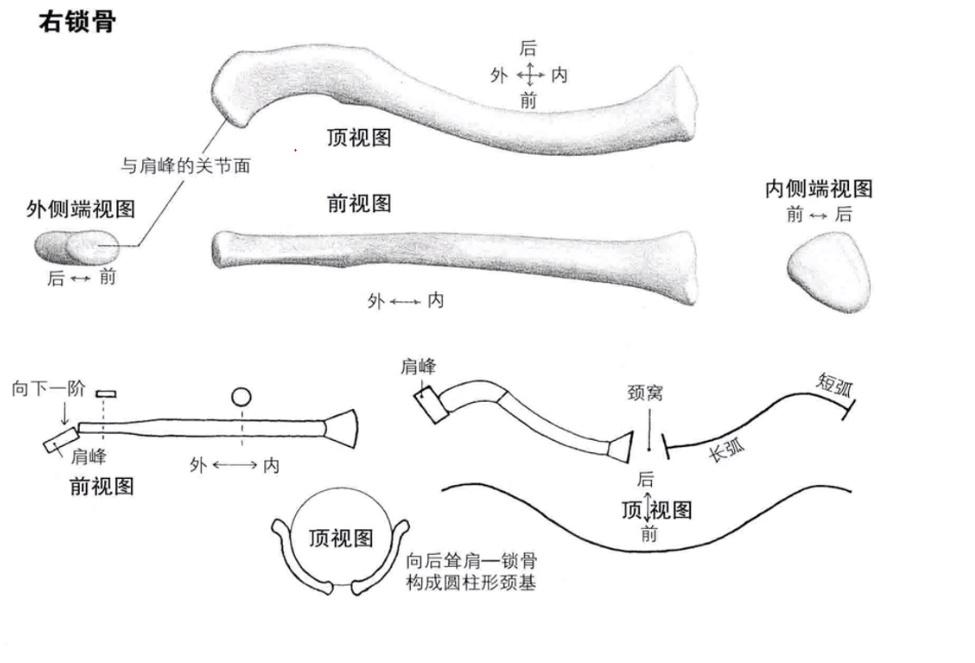 右锁骨
后
外 内
前
顶视图
与肩峰的关节面
外侧端视图
后 前
前视图
外 内
内侧端视图
前 后
向下一阶
肩峰
外 内
前视图
肩峰
颈窝
短弧
长弧
后
顶视图
前
顶视图
向后耸肩—锁骨
构成圆柱形颈基